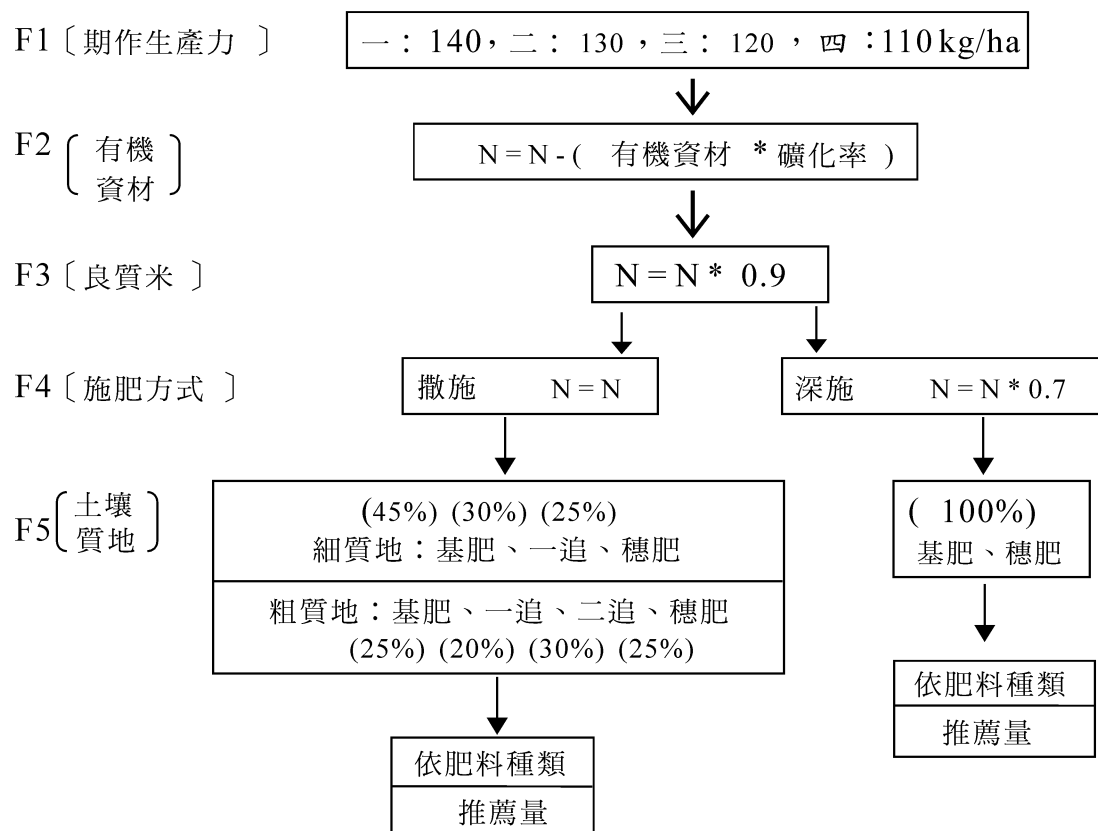 F1〔期作生產力 〕
一：140，二：130，三：120，四：110kg/ha
F2
有機
資材
N=N-( 有機資材 *礦化率 )
F3〔良質米 〕
N=N* 0.9
F4〔施肥方式 〕
撒施 N=N
深施 N=N*0.7
F5
土壤
質地
(45%) (30%) (25%)
細質地：基肥、一追、穗肥
粗質地：基肥、一追、二追、穗肥
(25%) (20%) (30%) (25%)
( 100%)
基肥、穗肥
依肥料種類
推薦量
依肥料種類
推薦量